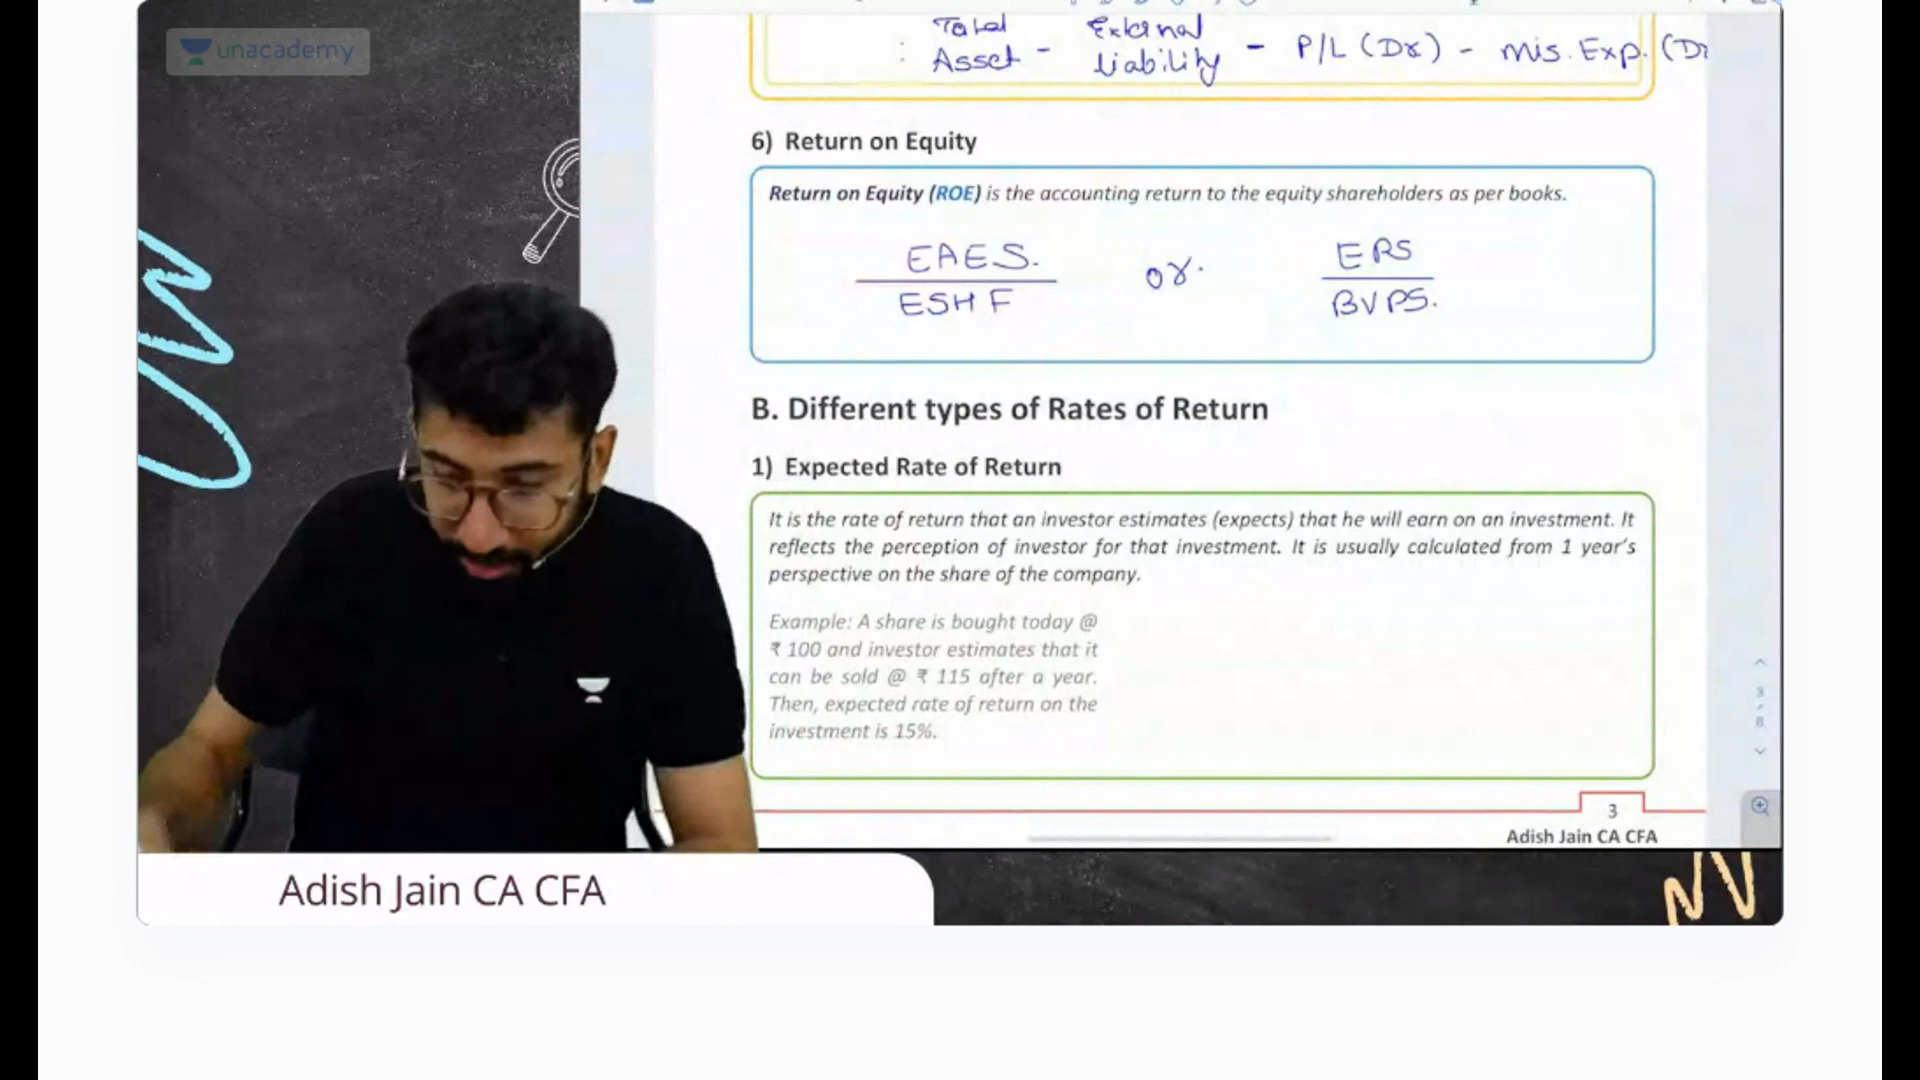 unacademy
Total External
: Asset - Liability - P/L (Dr) - Mis. Exp. (Dr
6) Return on Equity
Return on Equity (ROE) is the accounting return to the equity shareholders as per books.
EAES. or. EPS
ESHF BVPS.
B. Different types of Rates of Return
1) Expected Rate of Return
It is the rate of return that an investor estimates (expects) that he will earn on an investment. It
reflects the perception of investor for that investment. It is usually calculated from 1 year's
perspective on the share of the company.
Example: A share is bought today @
₹ 100 and investor estimates that it
can be sold @ ₹ 115 after a year.
Then, expected rate of return on the
investment is 15%.
3
Adish Jain CA CFA
3
8
Adish Jain CA CFA